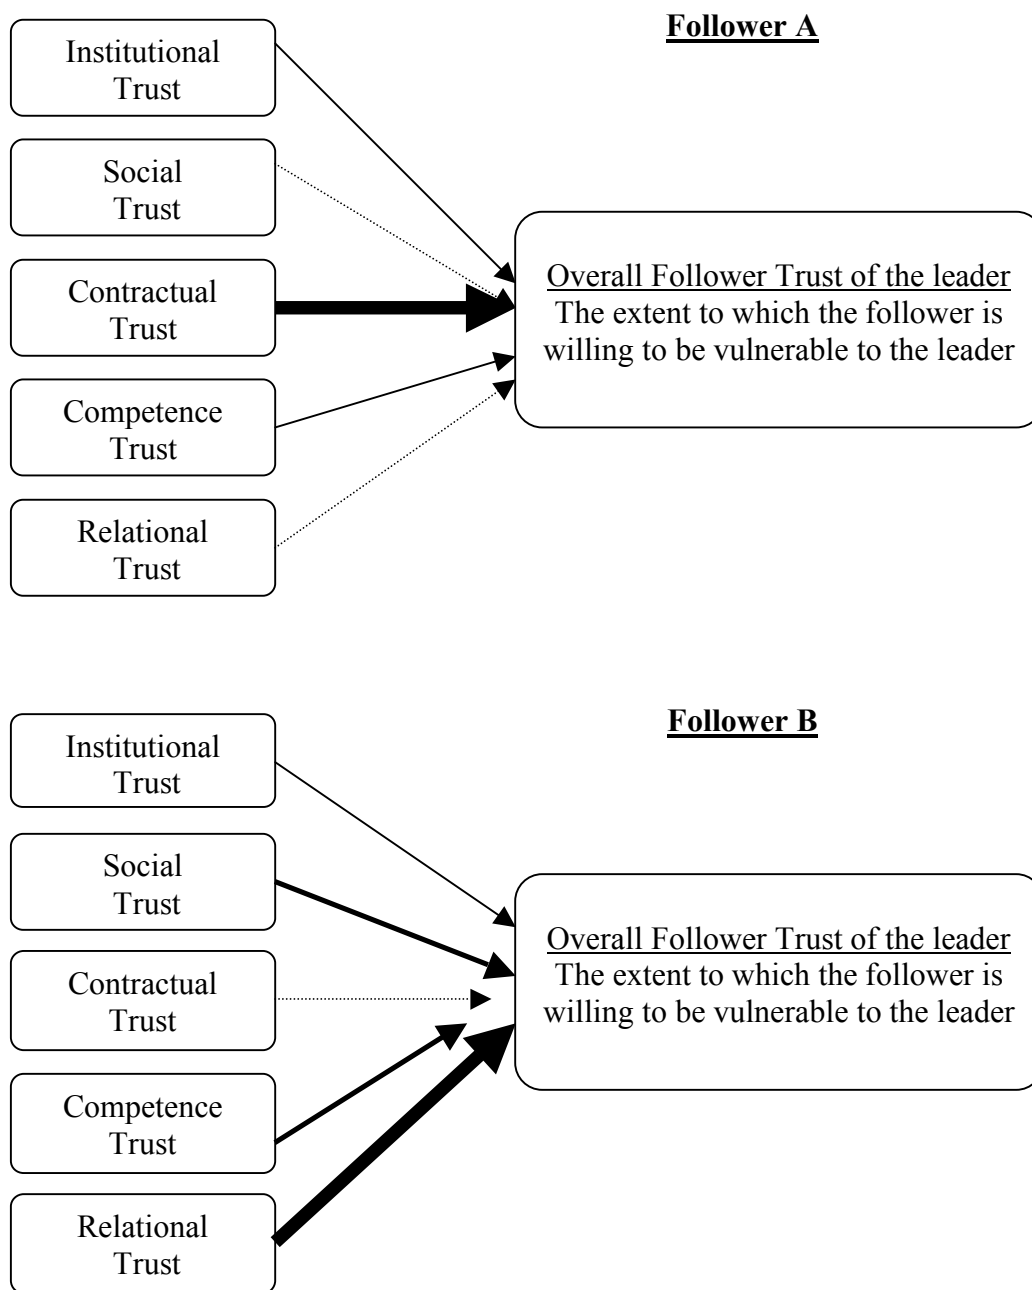 Follower A
Institutional
Trust
Social
Trust
Contractual
Trust
Competence
Trust
Relational
Trust
Overall Follower Trust of the leader
The extent to which the follower is
willing to be vulnerable to the leader
Follower B
Institutional
Trust
Social
Trust
Contractual
Trust
Competence
Trust
Relational
Trust
Overall Follower Trust of the leader
The extent to which the follower is
willing to be vulnerable to the leader